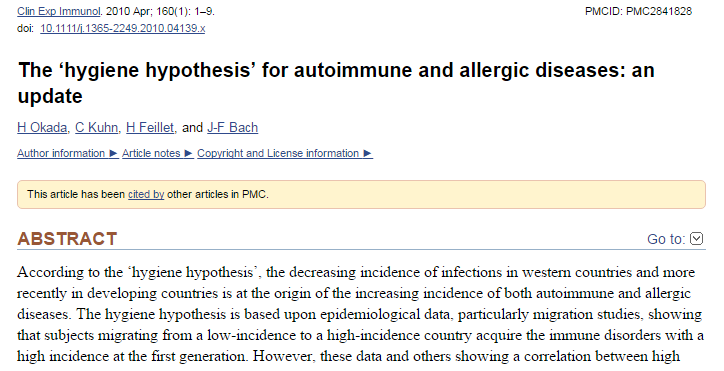 Clin Exp Immunol. 2010 Apr; 160(1): 1–9. PMCID: PMC2841828
doi: 10.1111/j.1365-2249.2010.04139.x
The ‘hygiene hypothesis’ for autoimmune and allergic diseases: an
update
H Okada, C Kuhn, H Feillet, and J-F Bach
Author information ► Article notes ► Copyright and License information ►
This article has been cited by other articles in PMC.
ABSTRACT Go to:
According to the ‘hygiene hypothesis’, the decreasing incidence of infections in western countries and more
recently in developing countries is at the origin of the increasing incidence of both autoimmune and allergic
diseases. The hygiene hypothesis is based upon epidemiological data, particularly migration studies, showing
that subjects migrating from a low-incidence to a high-incidence country acquire the immune disorders with a
high incidence at the first generation. However, these data and others showing a correlation between high